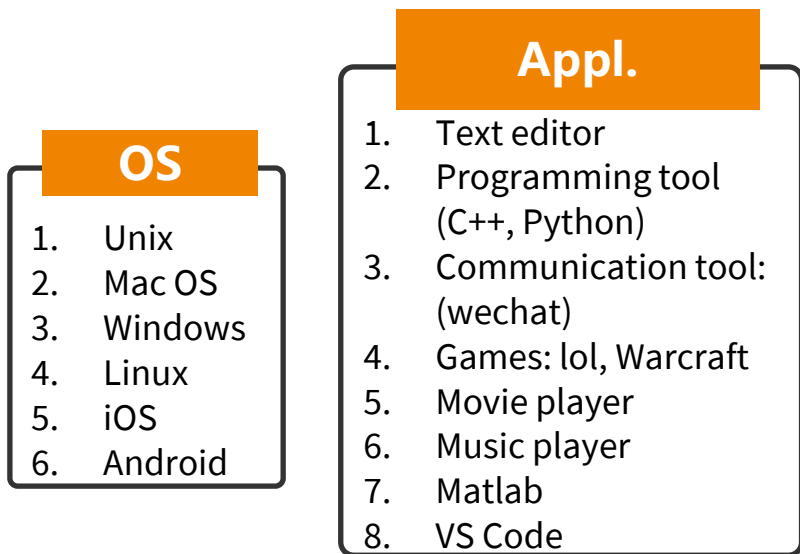 OS
1. Unix
2. Mac OS
3. Windows
4. Linux
5. iOS
6. Android
Appl.
1. Text editor
2. Programming tool
(C++, Python)
3. Communication tool:
(wechat)
4. Games: lol, Warcraft
5. Movie player
6. Music player
7. Matlab
8. VS Code